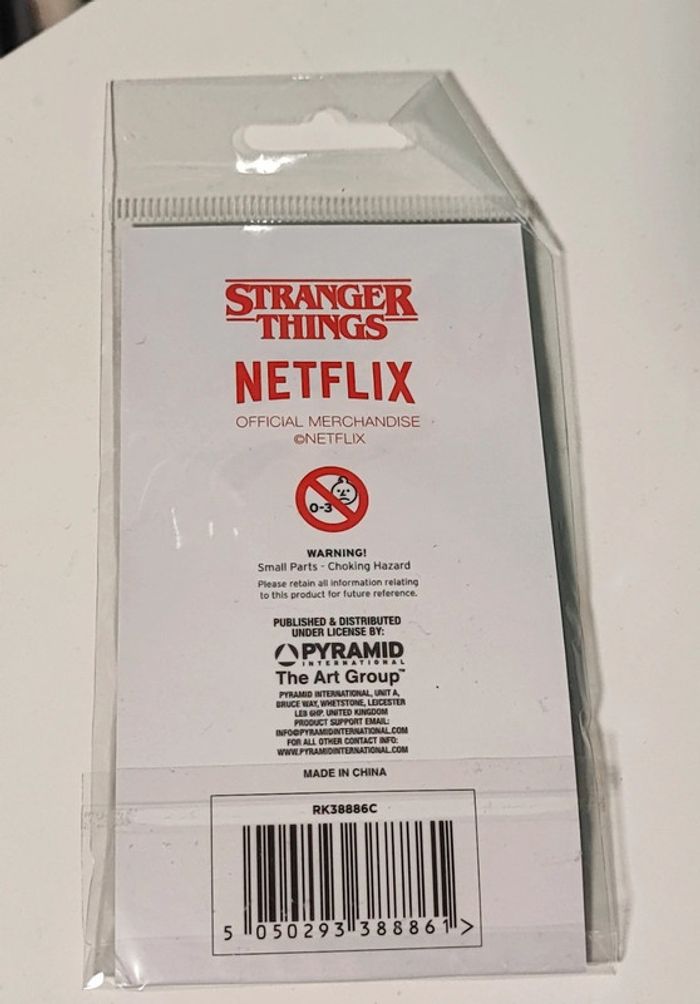 STRANGER
THINGS
NETFLIX
OFFICIAL MERCHANDISE
©NETFLIX
0-3
WARNING!
Small Parts - Choking Hazard
Please retain all information relating
to this product for future reference.
PUBLISHED & DISTRIBUTED
UNDER LICENSE BY:
PYRAMID
INTERNATIONAL
The Art Group™
PYRAMID INTERNATIONAL, UNIT A,
BRUCE WAY, WHETSTONE, LEICESTER
LE8 6HP, UNITED KINGDOM
PRODUCT SUPPORT EMAIL:
INFO@PYRAMIDINTERNATIONAL.COM
FOR ALL OTHER CONTACT INFO:
WWW.PYRAMIDINTERNATIONAL.COM
MADE IN CHINA
RK38886C
5 050293 388861 >